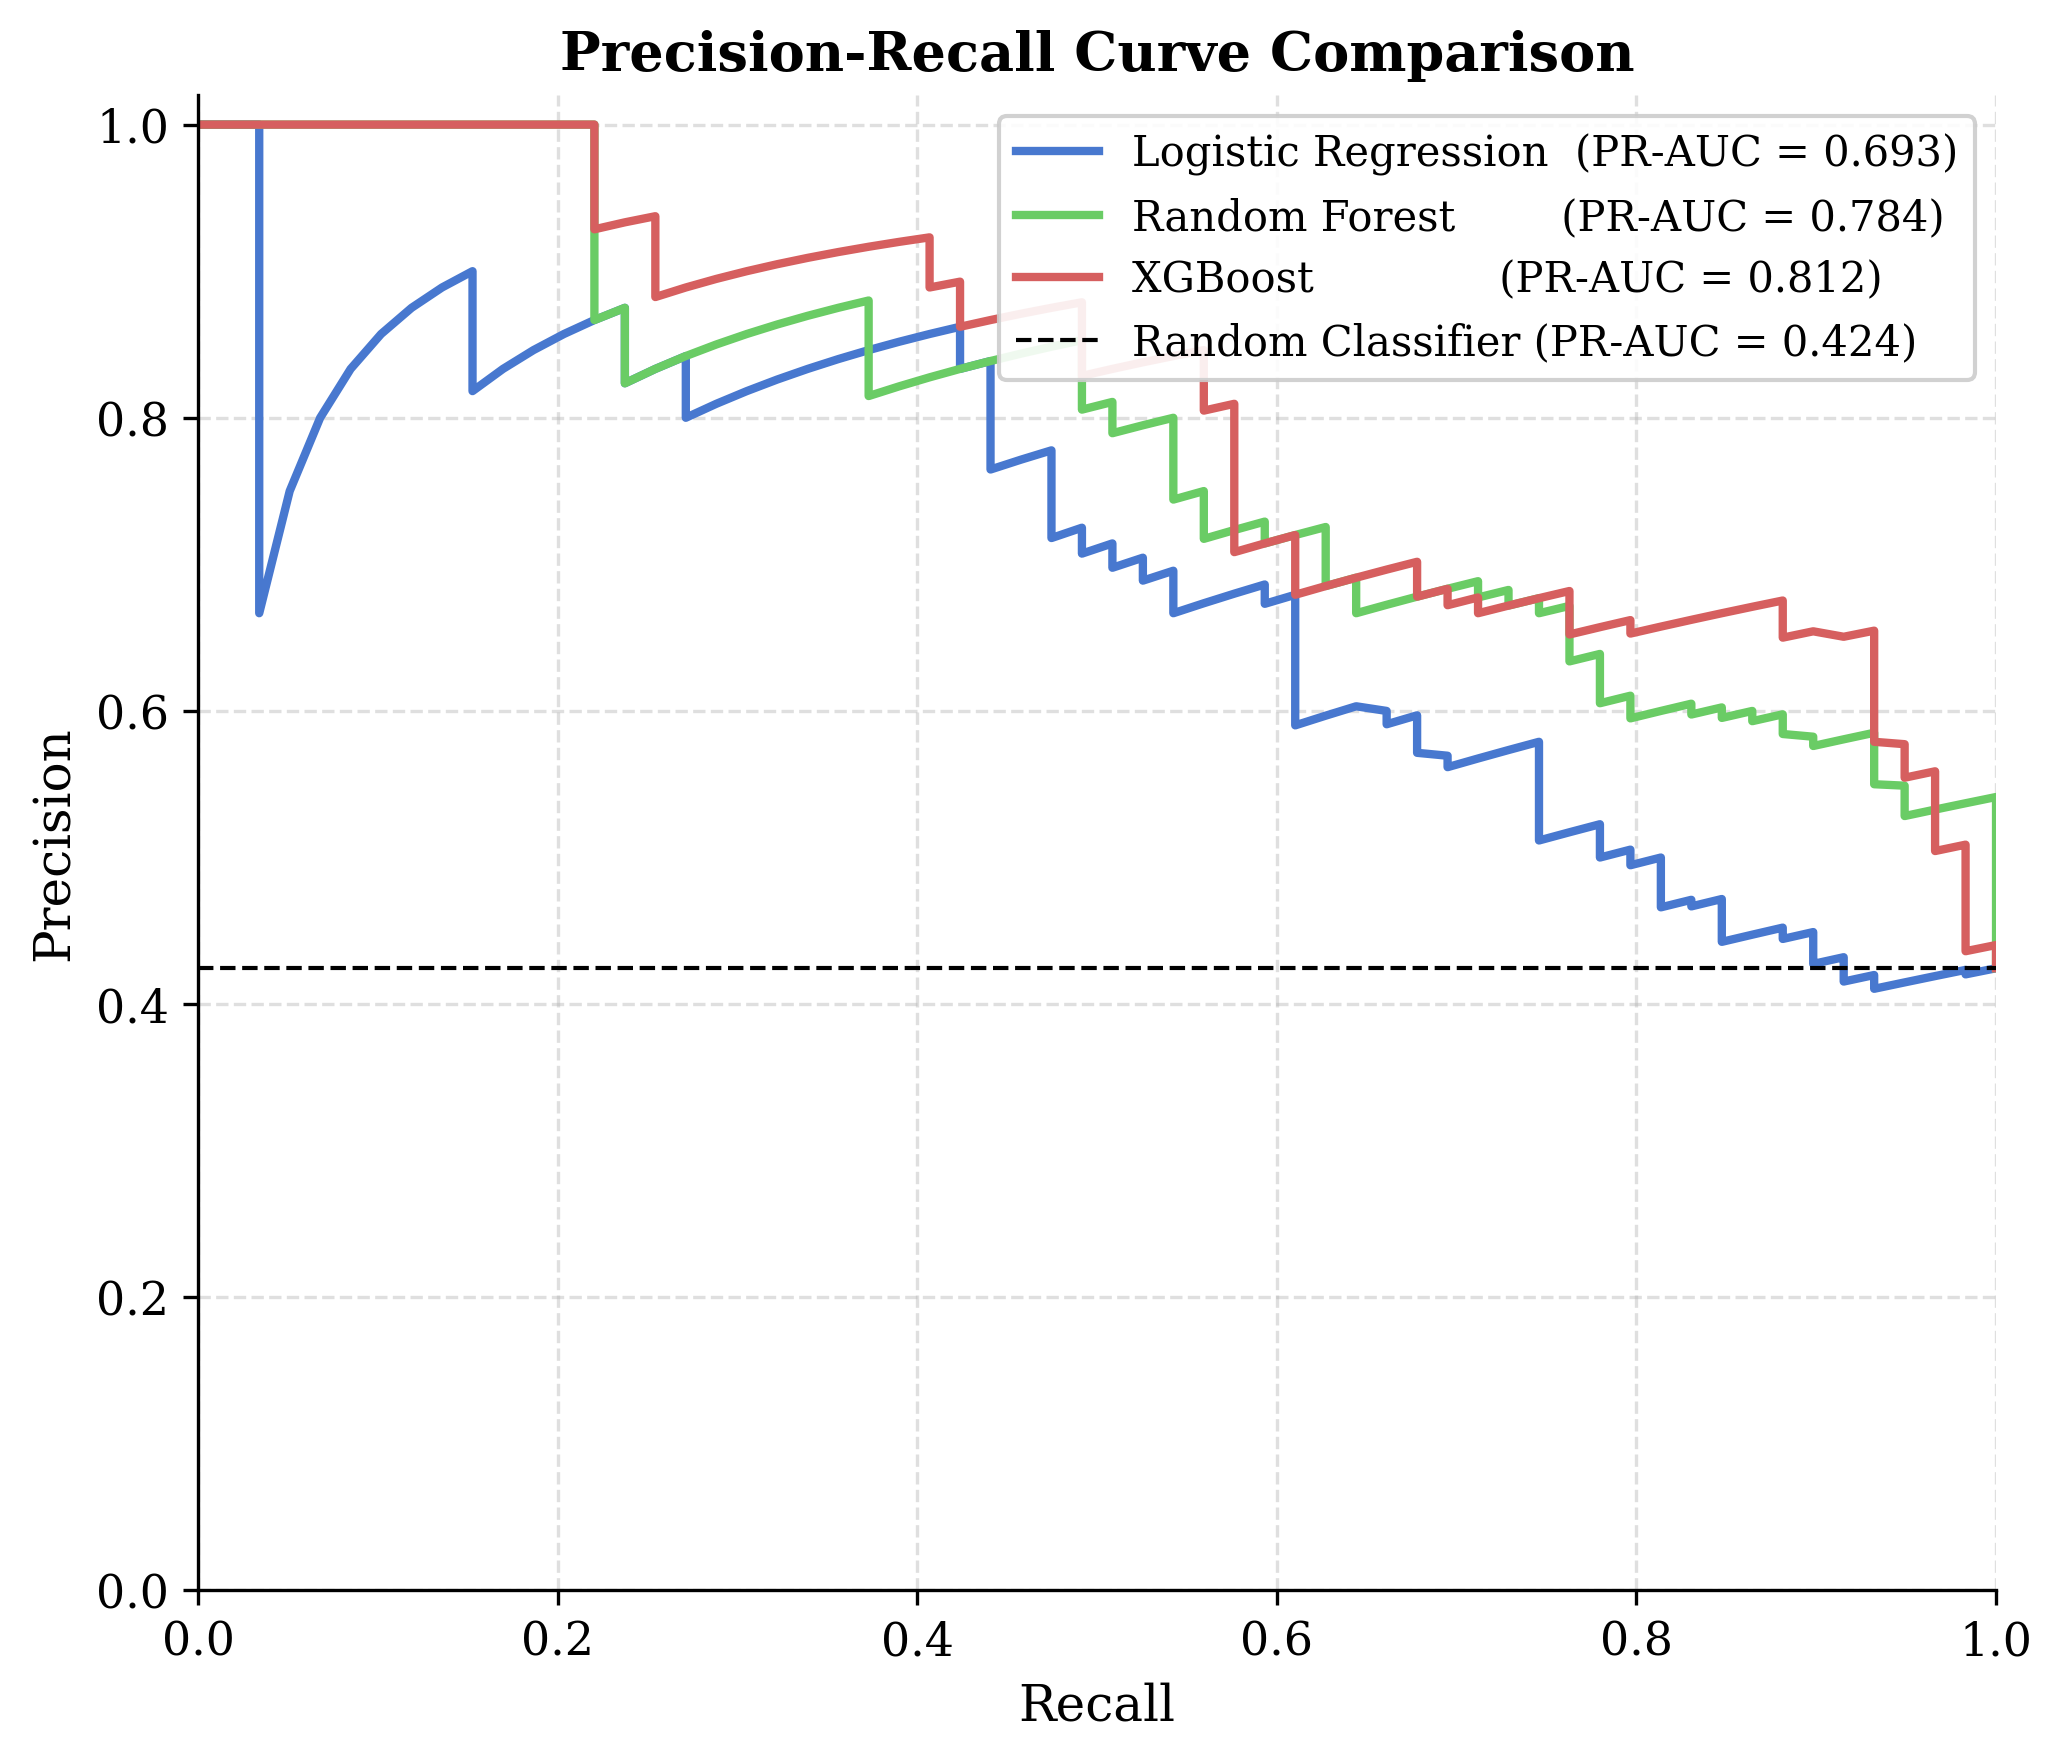 Precision-Recall Curve Comparison
Logistic Regression (PR-AUC = 0.693)
Random Forest (PR-AUC = 0.784)
XGBoost (PR-AUC = 0.812)
Random Classifier (PR-AUC = 0.424)
Precision
1.0
0.8
0.6
0.4
0.2
0.0
0.0 0.2 0.4 0.6 0.8 1.0
Recall